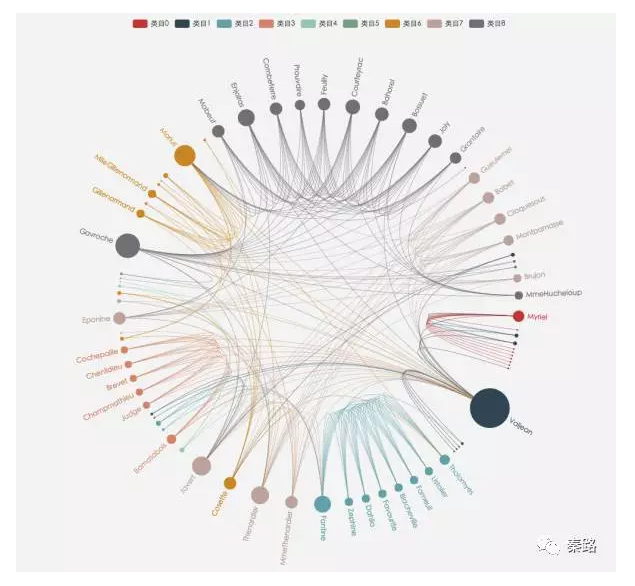 类目0 类目1 类目2 类目3 类目4 类目5 类目6 类目7 类目8
Feuilly
Courfeyrac
Bahorel
Bossuet
Joly
Grantaire
Gueulemer
Babet
Claquesous
Montparnasse
Brujon
MmeHucheloup
Myriel
Valjean
Tholomyes
Listolier
Fameuil
Blacheville
Favourite
Dahlia
Zephine
Fantine
MmeThenardier
Thenardier
Cosette
Javert
Bamatabois
Judge
Champmathieu
Brevet
Chenildieu
Cochepaille
Eponine
Gavroche
Gillenormand
MlleGillenormand
Marius
Mabeuf
Enjolras
Combeferre
Prouvaire
秦路